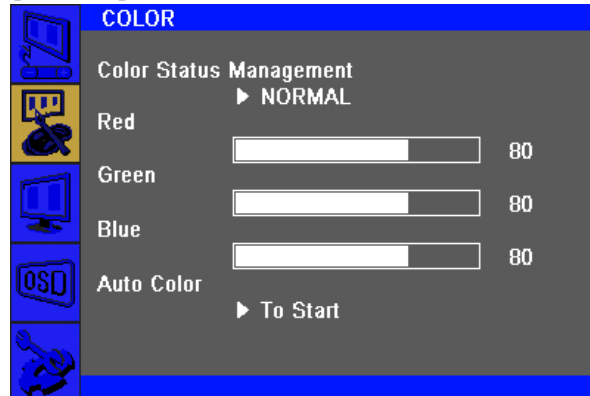 COLOR
Color Status Management
NORMAL
Red
80
Green
80
Blue
80
OSD
Auto Color
To Start